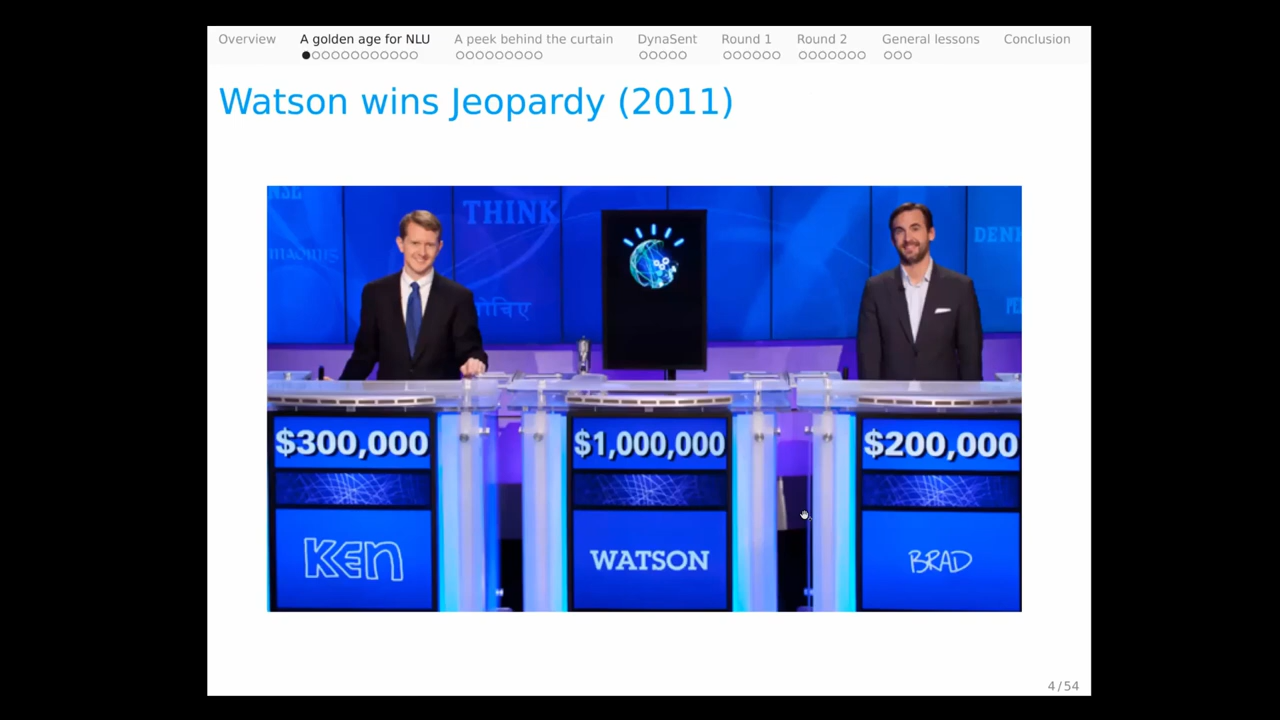 Overview
A golden age for NLU
A peek behind the curtain
DynaSent
Round 1
Round 2
General lessons
Conclusion
Watson wins Jeopardy (2011)
THINK
$300,000
$1,000,000
$200,000
KEN
WATSON
BRAD
4/54